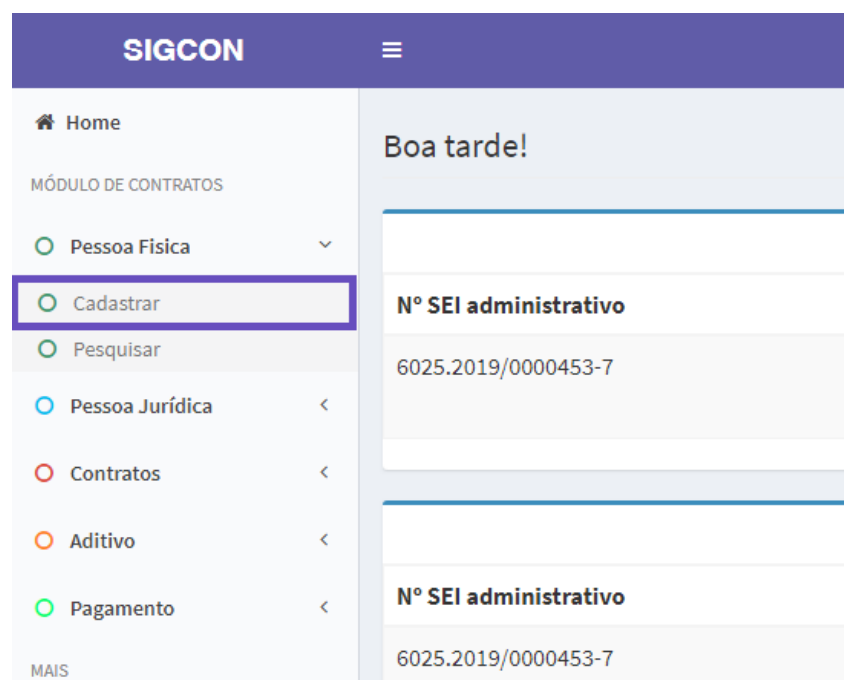 SIGCON
Home
MÓDULO DE CONTRATOS
Pessoa Fisica
Cadastrar
Pesquisar
Pessoa Jurídica
Contratos
Aditivo
Pagamento
MAIS
Boa tarde!
Nº SEI administrativo
6025.2019/0000453-7
Nº SEI administrativo
6025.2019/0000453-7